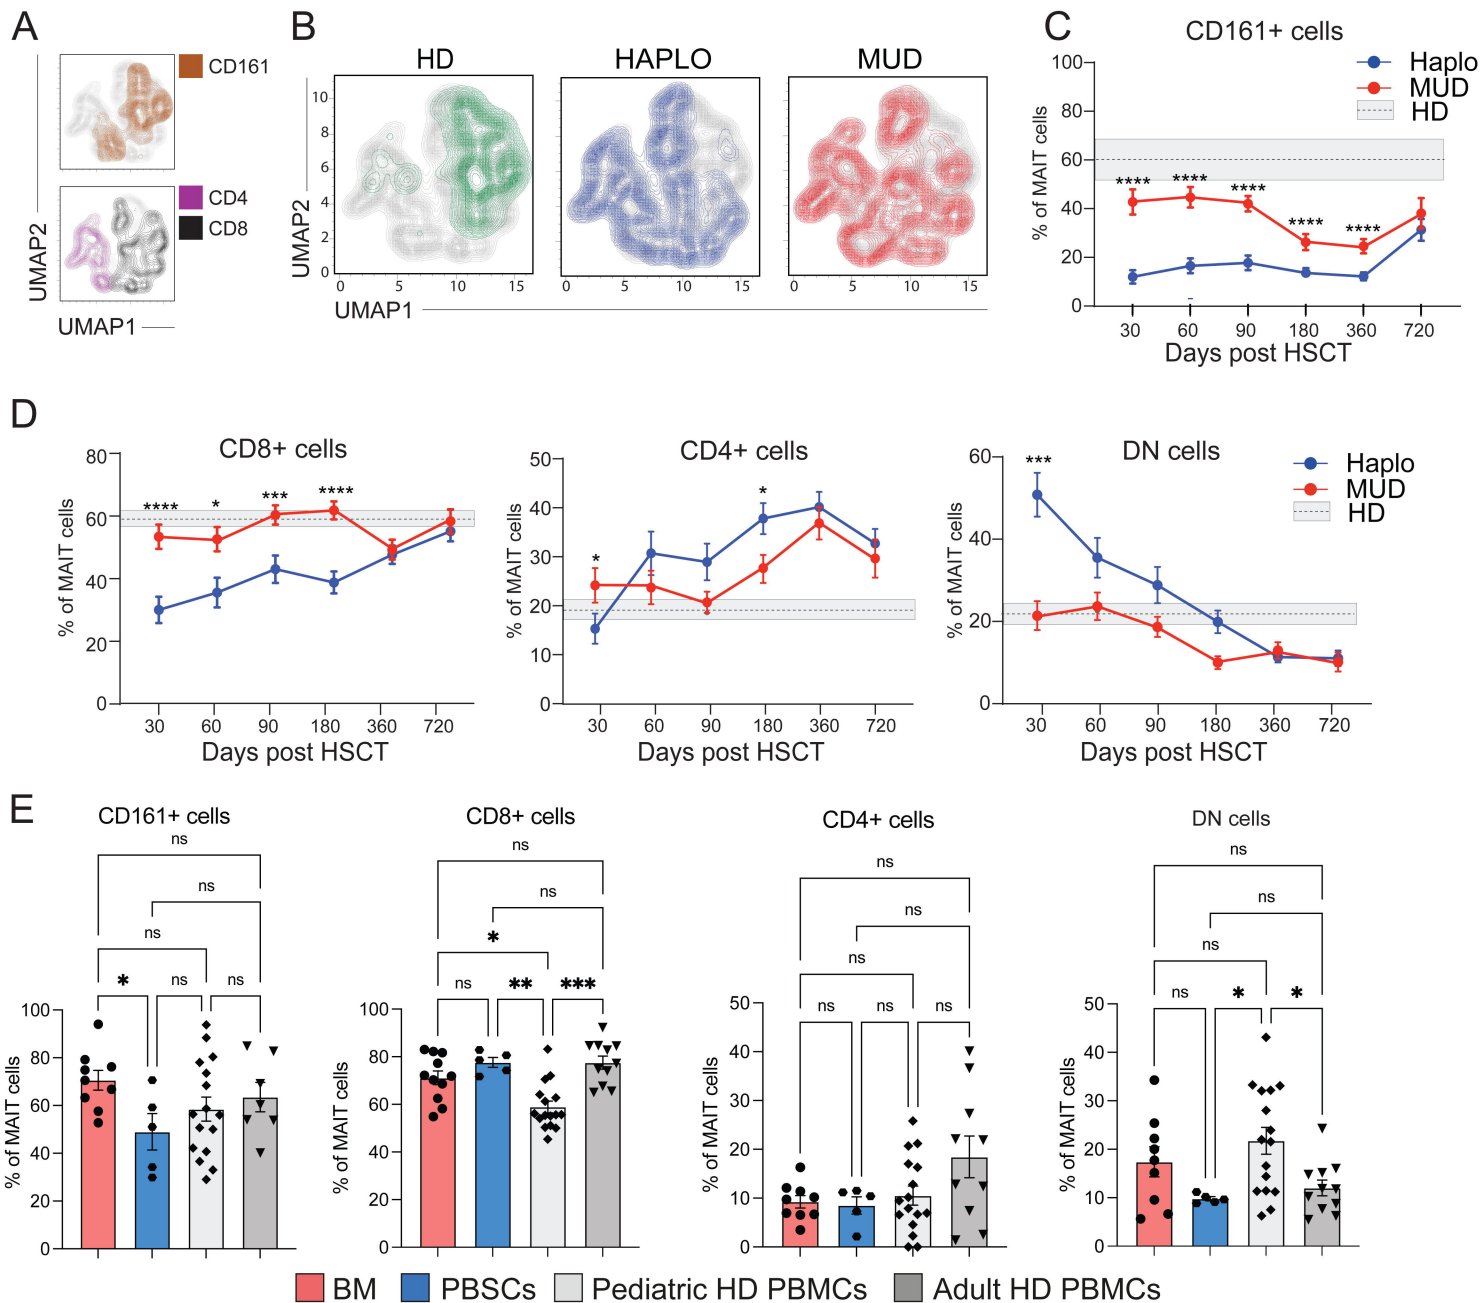 A
CD161
CD4
CD8
UMAP2
UMAP1
B
HD
HAPLO
MUD
10
8
6
4
2
0
0
5
10
15
0
5
10
15
0
5
10
15
UMAP2
UMAP1
C
CD161+ cells
Haplo
MUD
HD
% of MAIT cells
100
80
60
40
20
0
**** **** **** **** ****
30 60 90 180 360 720
Days post HSCT
D
CD8+ cells
% of MAIT cells
80
60
40
20
0
**** * *** ****
30 60 90 180 360 720
Days post HSCT
CD4+ cells
% of MAIT cells
50
40
30
20
10
0
* *
30 60 90 180 360 720
Days post HSCT
DN cells
% of MAIT cells
60
40
20
0
***
30 60 90 180 360 720
Days post HSCT
Haplo
MUD
HD
E
CD161+ cells
ns
ns
ns
* ns ns
% of MAIT cells
100
80
60
40
20
0
CD8+ cells
ns
ns
*
ns ** ***
% of MAIT cells
100
80
60
40
20
0
CD4+ cells
ns
ns
ns
ns ns ns
% of MAIT cells
50
40
30
20
10
0
DN cells
ns
ns
ns
ns * *
% of MAIT cells
50
40
30
20
10
0
BM PBSCs Pediatric HD PBMCs Adult HD PBMCs